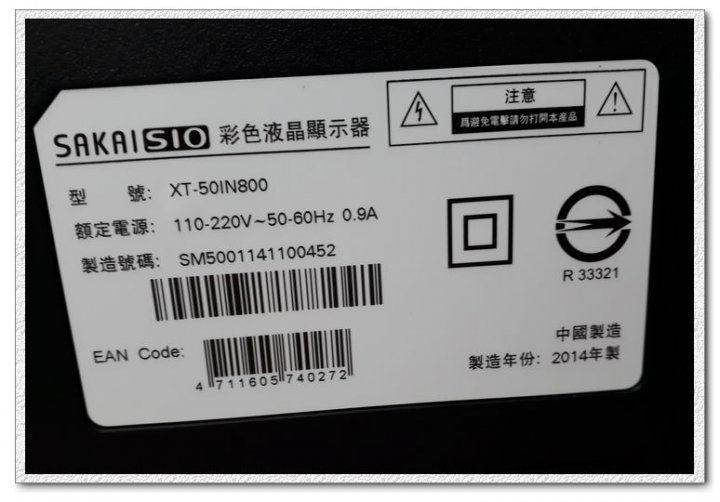 SAKAI SIO 彩色液晶顯示器
注意
爲避免電擊請勿打開本產品
型 號: XT-50IN800
額定電源: 110-220V~50-60Hz 0.9A
製造號碼: SM5001141100452
R 33321
EAN Code:
4 711605 740272
中國製造
製造年份: 2014年製